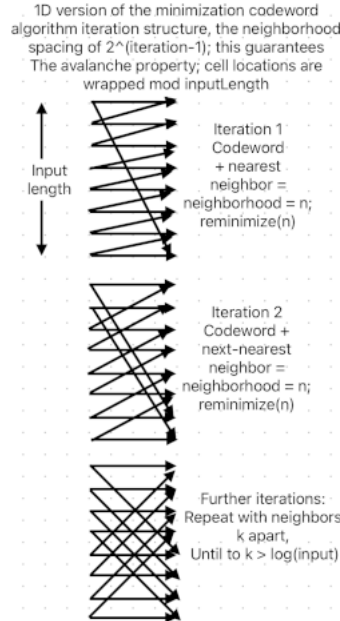 1D version of the minimization codeword
algorithm iteration structure, the neighborhood
spacing of 2^(iteration-1); this guarantees
The avalanche property; cell locations are
wrapped mod inputLength
Input
length
Iteration 1
Codeword
+ nearest
neighbor =
neighborhood = n;
reminimize(n)
Iteration 2
Codeword +
next-nearest
neighbor =
neighborhood = n;
reminimize(n)
Further iterations:
Repeat with neighbors
k apart,
Until to k > log(input)